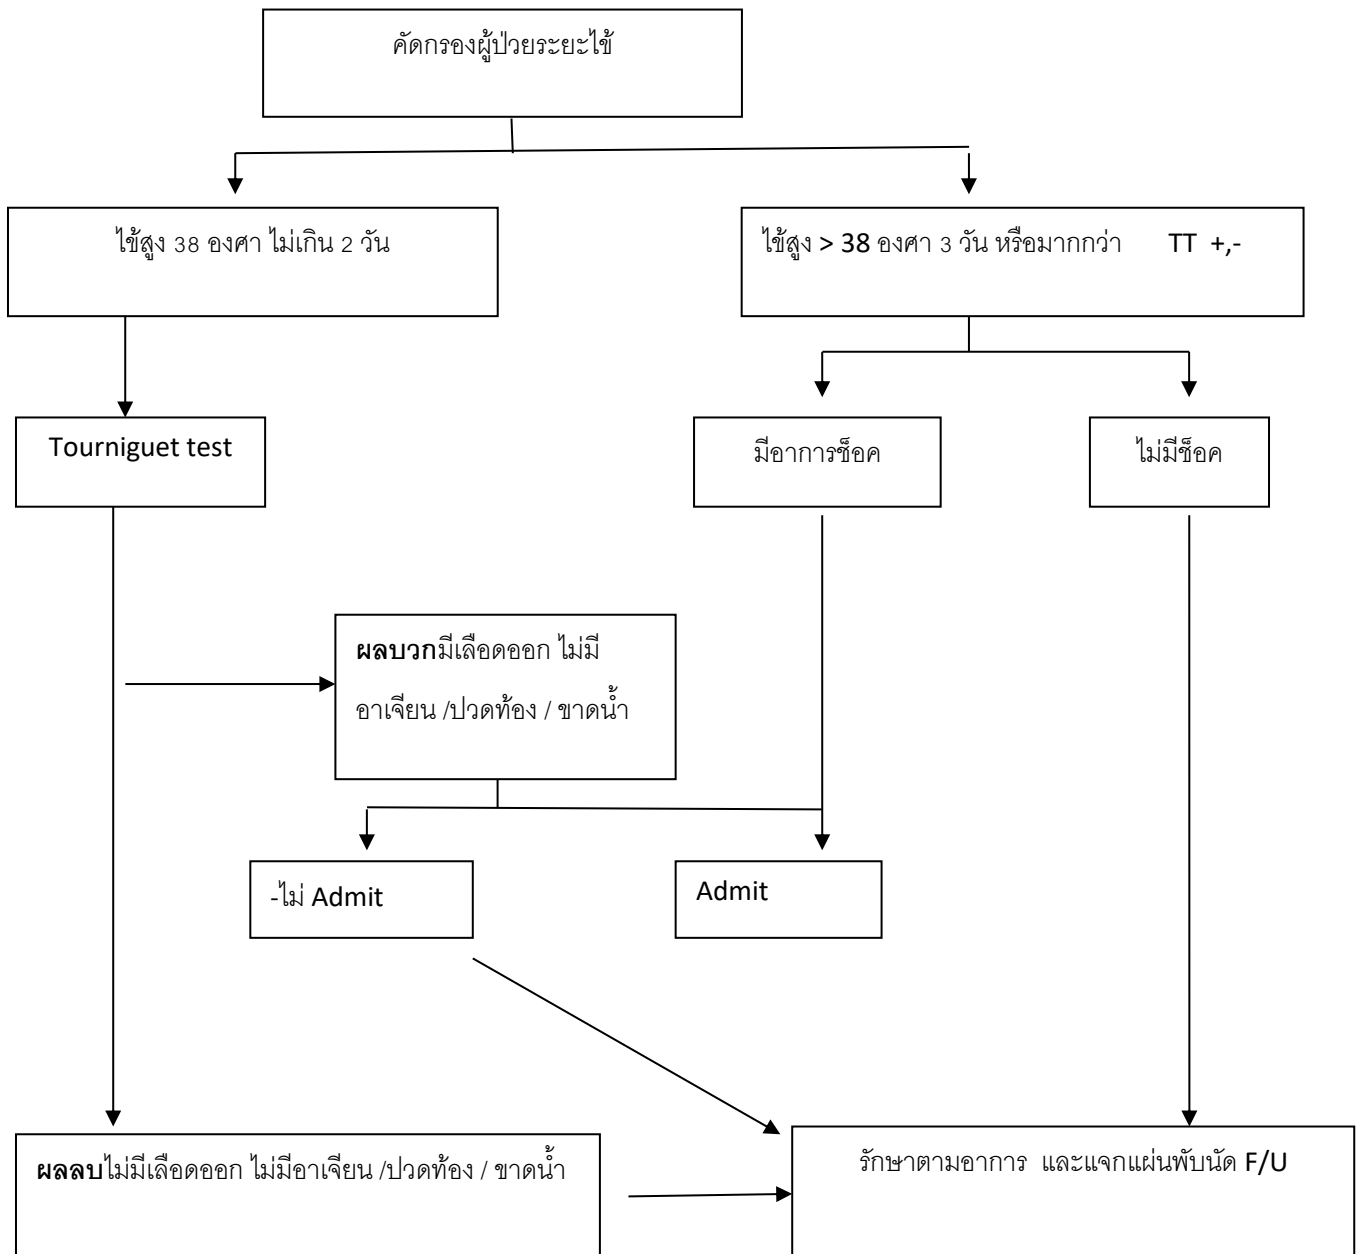 คัดกรองผู้ป่วยระยะไข้
ไข้สูง 38 องศา ไม่เกิน 2 วัน
ไข้สูง > 38 องศา 3 วัน หรือมากกว่า TT +,-
Tourniguet test
มีอาการช็อค
ไม่มีช็อค
ผลบวกมีเลือดออก ไม่มี
อาเจียน /ปวดท้อง / ขาดน้ำ
-ไม่ Admit
Admit
ผลลบไม่มีเลือดออก ไม่มีอาเจียน /ปวดท้อง / ขาดน้ำ
รักษาตามอาการ และแจกแผ่นพับนัด F/U